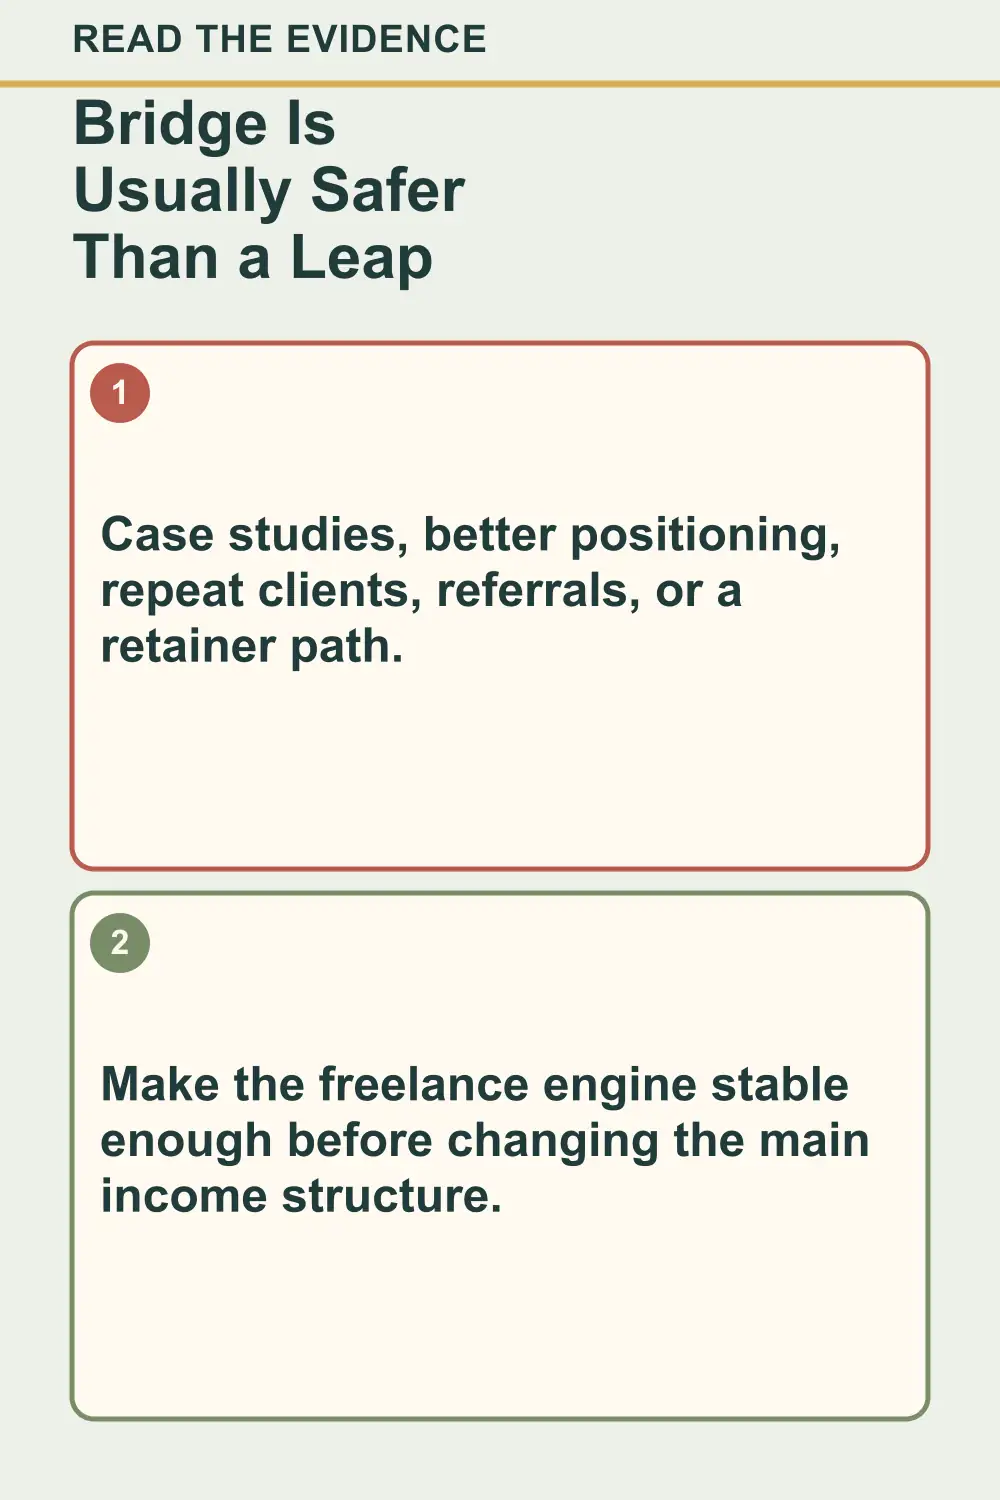 READ THE EVIDENCE
Bridge Is
Usually Safer
Than a Leap
1
Case studies, better positioning,
repeat clients, referrals, or a
retainer path.
2
Make the freelance engine stable
enough before changing the main
income structure.